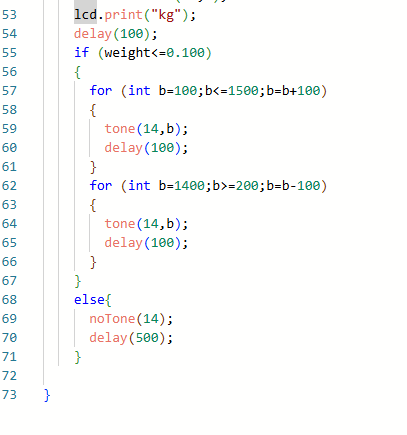 53 lcd.print("kg");
54 delay(100);
55 if (weight<=0.100)
56 {
57 for (int b=100;b<=1500;b=b+100)
58 {
59 tone(14,b);
60 delay(100);
61 }
62 for (int b=1400;b>=200;b=b-100)
63 {
64 tone(14,b);
65 delay(100);
66 }
67 }
68 else{
69 noTone(14);
70 delay(500);
71 }
72
73 }